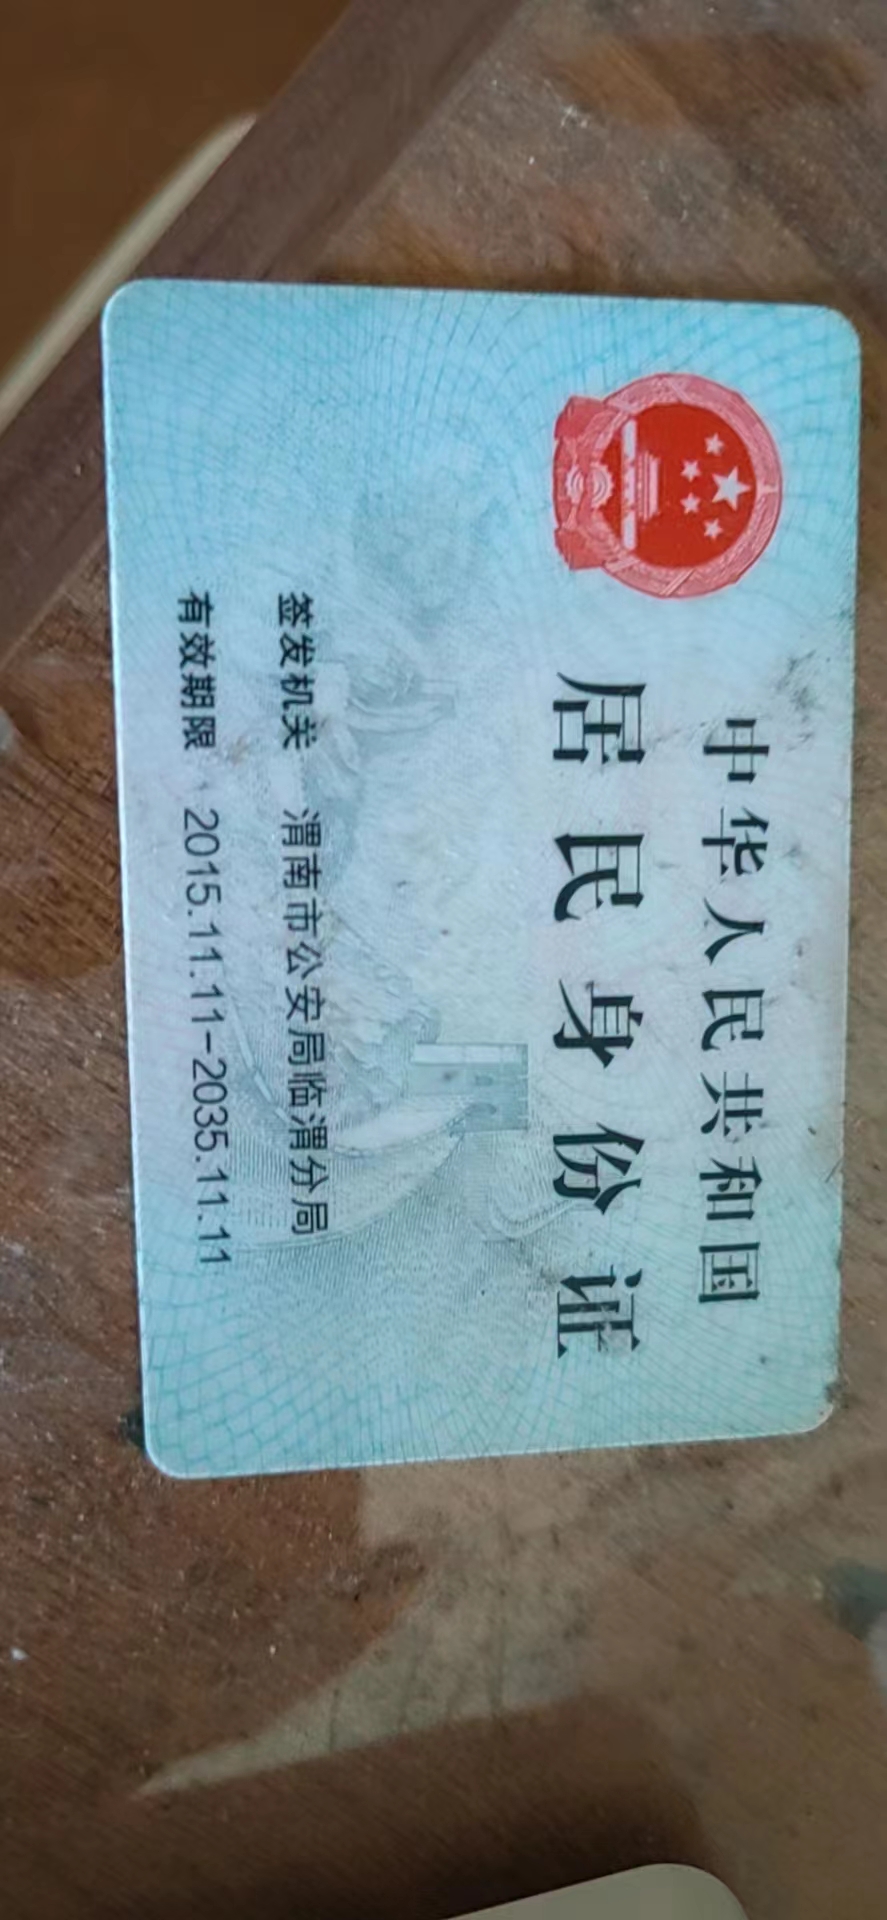 中华人民共和国
居民身份证
签发机关 渭南市公安局临渭分局
有效期限 2015.11.11-2035.11.11